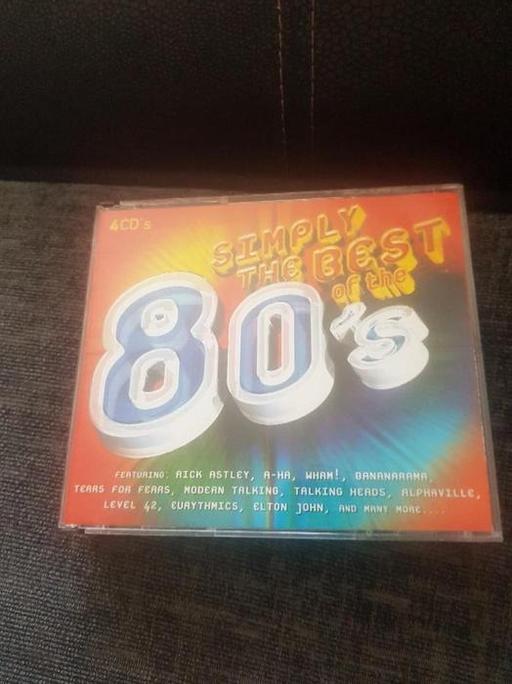 4CD's
SIMPLY
THE BEST
of the
80's
FEATURING: RICK ASTLEY, A-HA, WHAM!, BANANARAMA,
TEARS FOR FEARS, MODERN TALKING, TALKING HEADS, ALPHAVILLE,
LEVEL 42, EURYTHMICS, ELTON JOHN, AND MANY MORE....